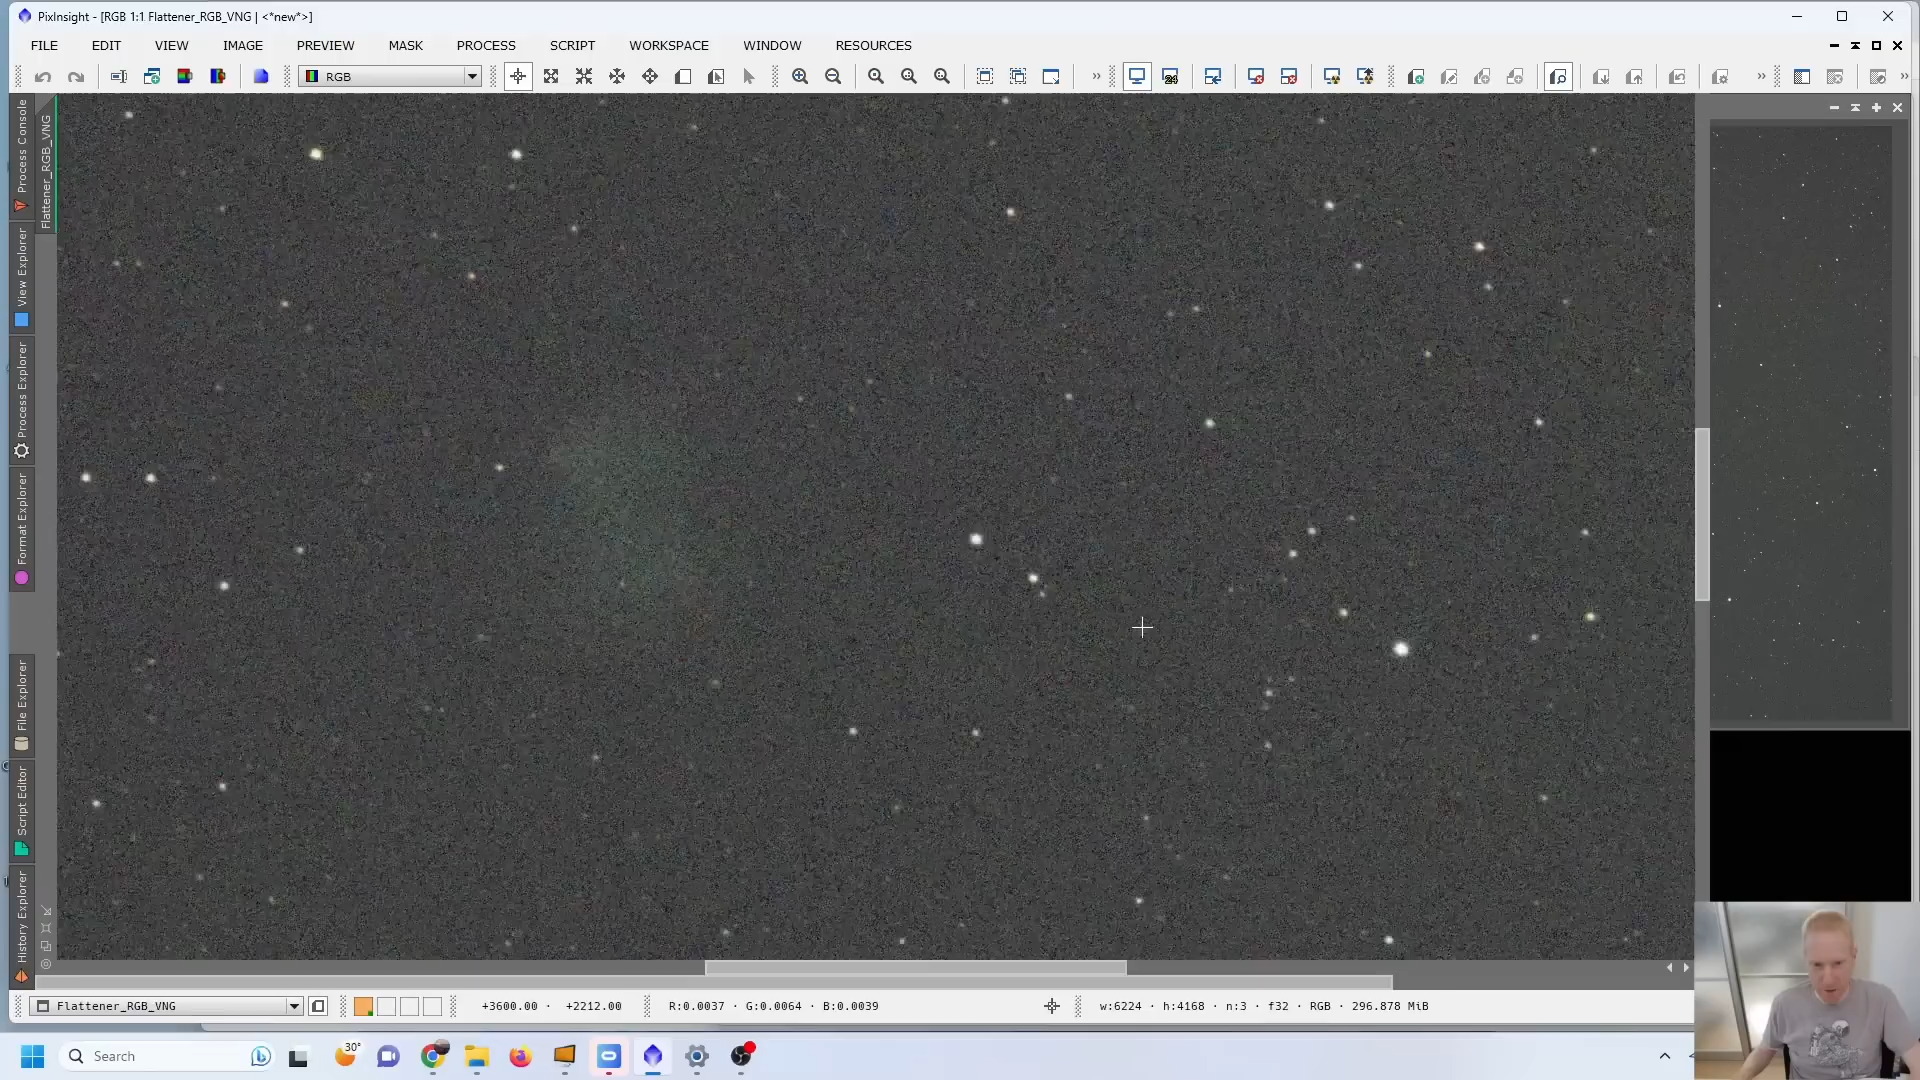 PixInsight - [RGB 1:1 Flattener_RGB_VNG | <*new*>]
FILE EDIT VIEW IMAGE PREVIEW MASK PROCESS SCRIPT WORKSPACE WINDOW RESOURCES
RGB
24
Process Console
View Explorer
Process Explorer
Format Explorer
File Explorer
Script Editor
History Explorer
Flattener_RGB_VNG
Flattener_RGB_VNG
+3600.00 · +2212.00
R:0.0037 · G:0.0064 · B:0.0039
w:6224 · h:4168 · n:3 · f32 · RGB · 296.878 MiB
Search
30°